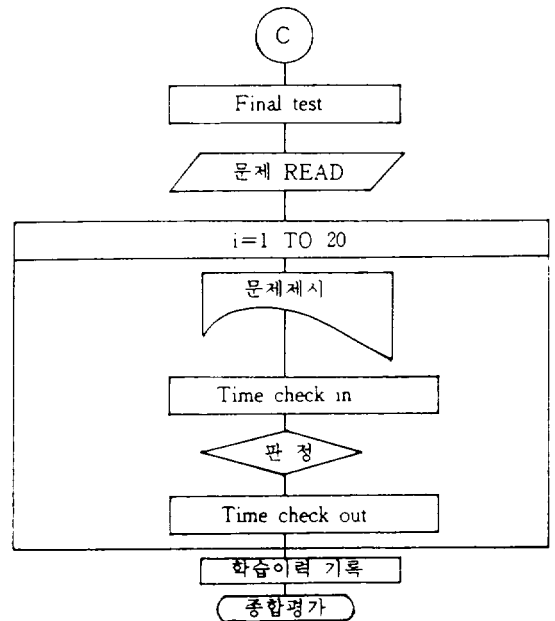 C
Final test
문제 READ
i=1 TO 20
문제제시
Time check in
판 정
Time check out
학습이력 기록
종합평가